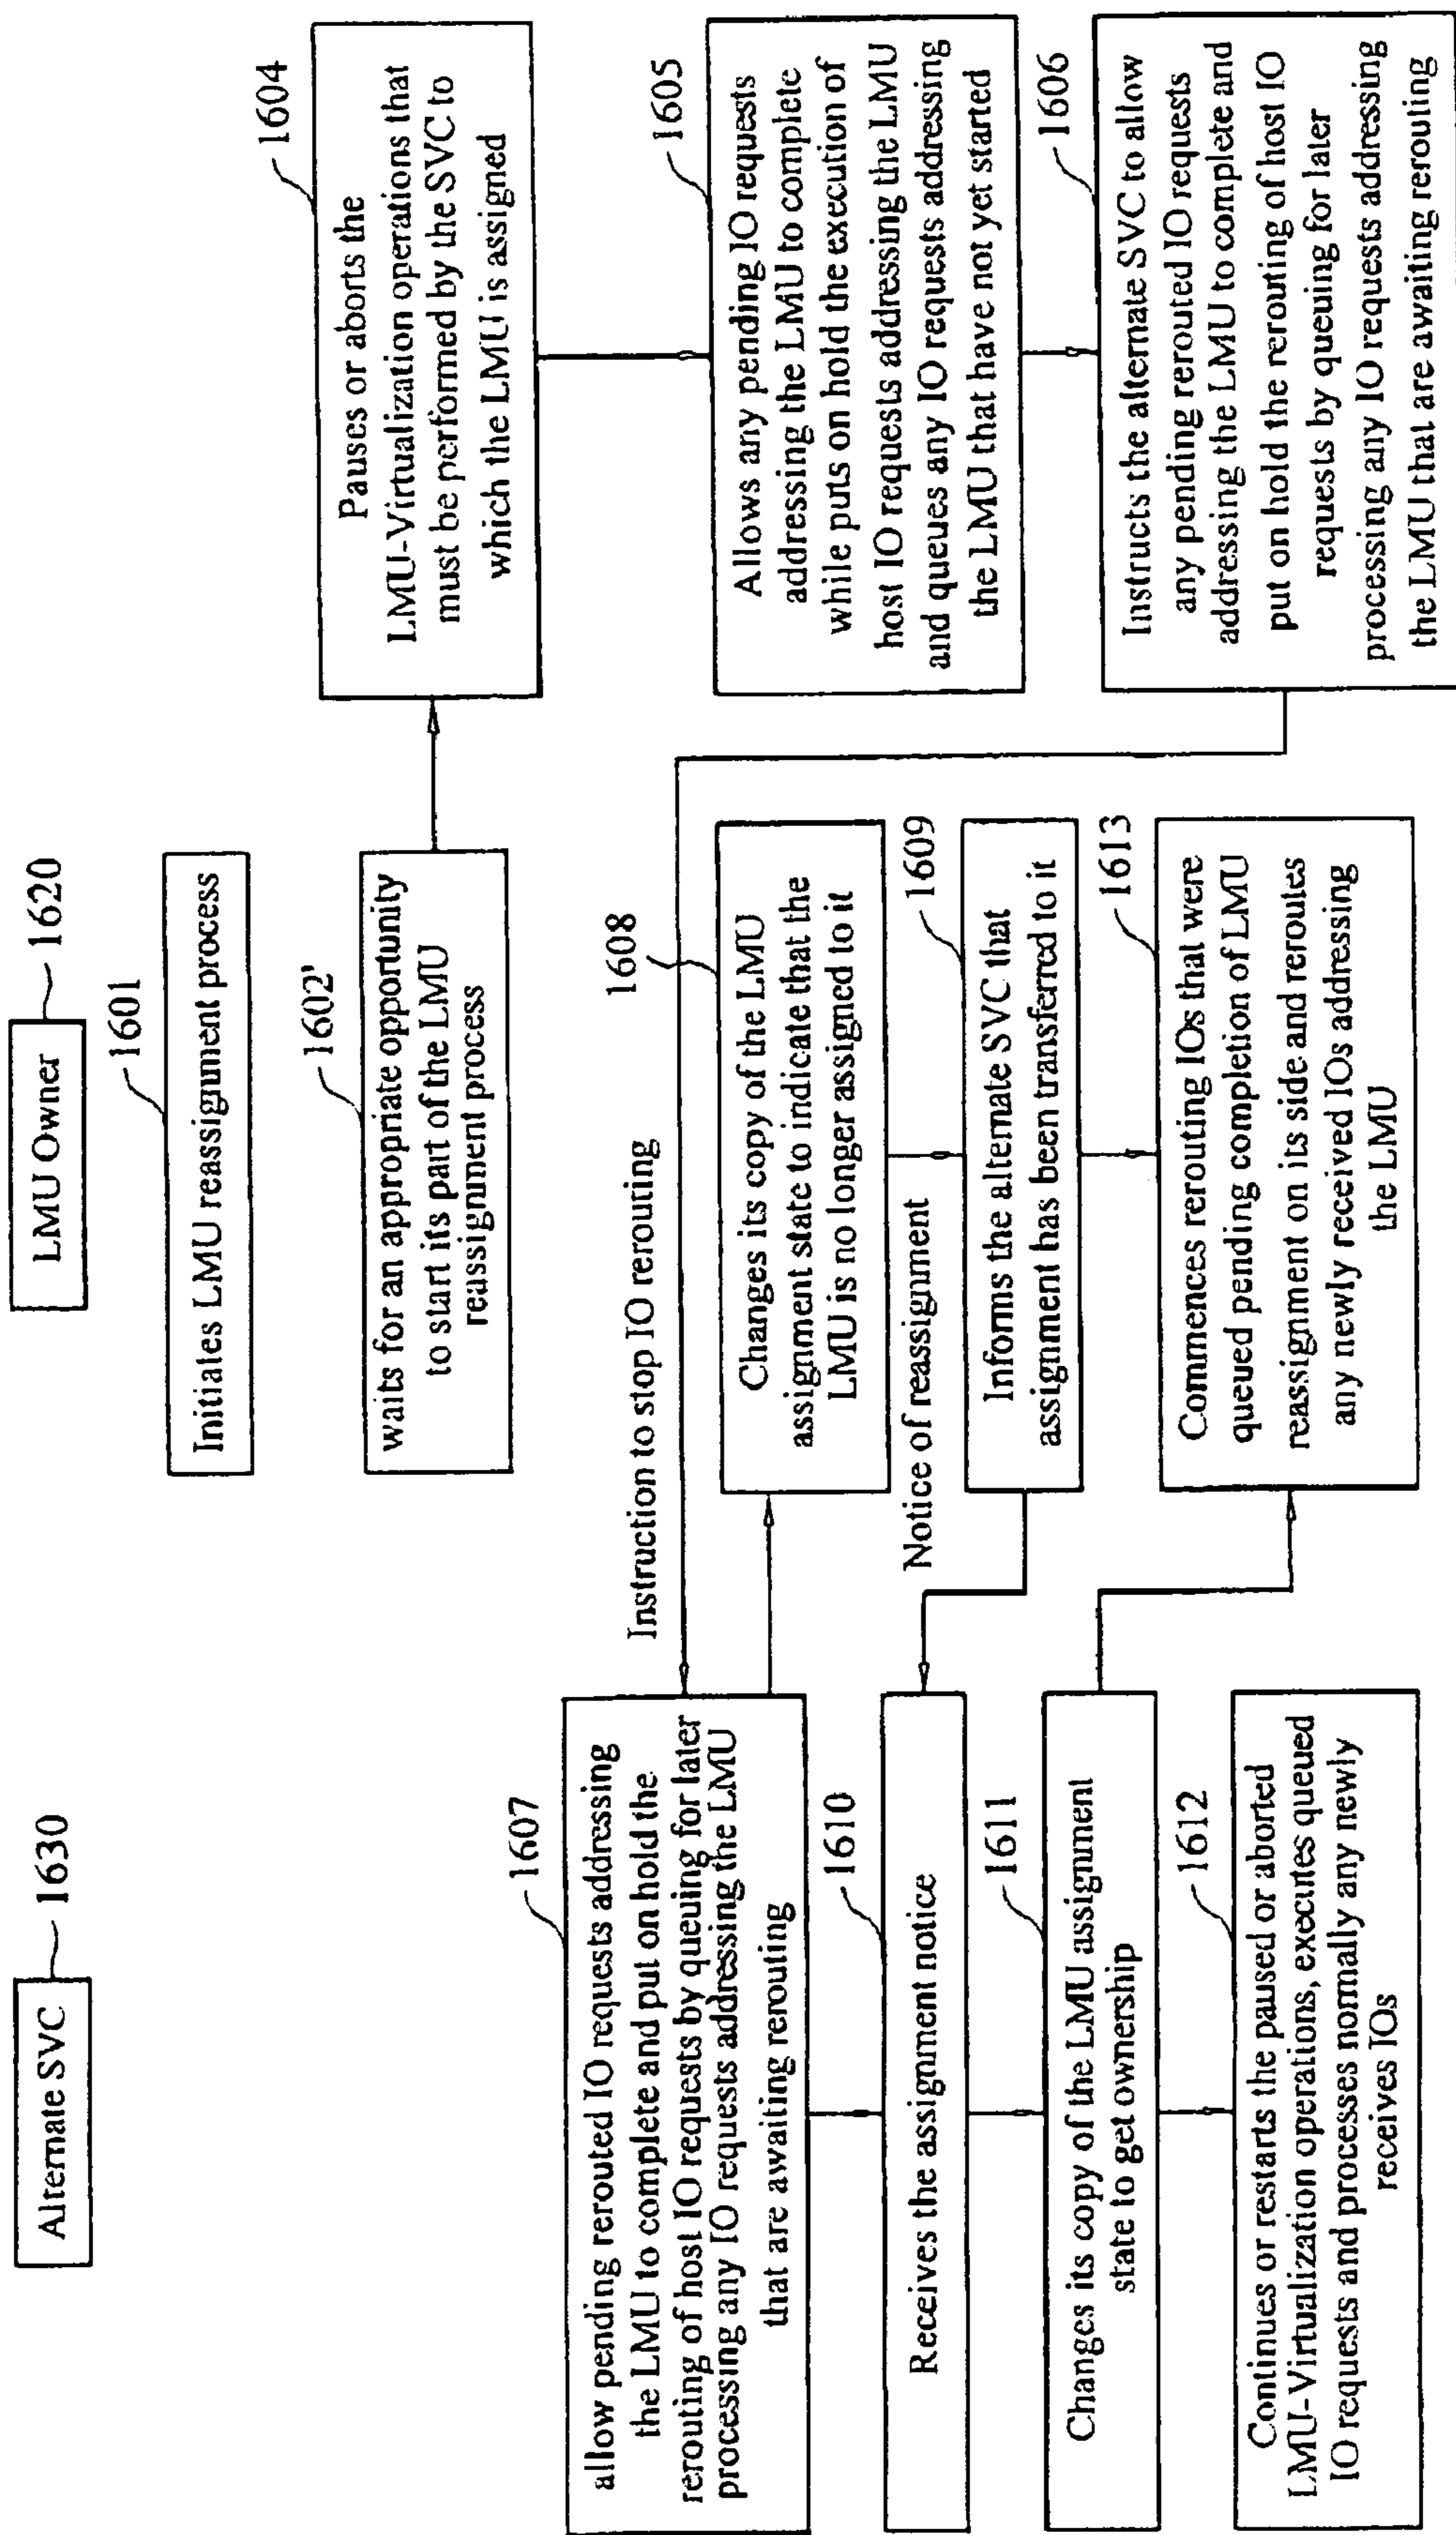 Alternate SVC
1630
LMU Owner
1620
1601
Initiates LMU reassignment process
1602'
waits for an appropriate opportunity
to start its part of the LMU
reassignment process
1604
Pauses or aborts the
LMU-Virtualization operations that
must be performed by the SVC to
which the LMU is assigned
1605
Allows any pending IO requests
addressing the LMU to complete
while puts on hold the execution of
host IO requests addressing the LMU
and queues any IO requests addressing
the LMU that have not yet started
1606
Instructs the alternate SVC to allow
any pending rerouted IO requests
addressing the LMU to complete and
put on hold the rerouting of host IO
requests by queuing for later
processing any IO requests addressing
the LMU that are awaiting rerouting
Instruction to stop IO rerouting
1607
allow pending rerouted IO requests addressing
the LMU to complete and put on hold the
rerouting of host IO requests by queuing for later
processing any IO requests addressing the LMU
that are awaiting rerouting
1608
Changes its copy of the LMU
assignment state to indicate that the
LMU is no longer assigned to it
Notice of reassignment
1609
Informs the alternate SVC that
assignment has been transferred to it
1610
Receives the assignment notice
1611
Changes its copy of the LMU assignment
state to get ownership
1612
Continues or restarts the paused or aborted
LMU-Virtualization operations, executes queued
IO requests and processes normally any newly
receives IOs
1613
Commences rerouting IOs that were
queued pending completion of LMU
reassignment on its side and reroutes
any newly received IOs addressing
the LMU